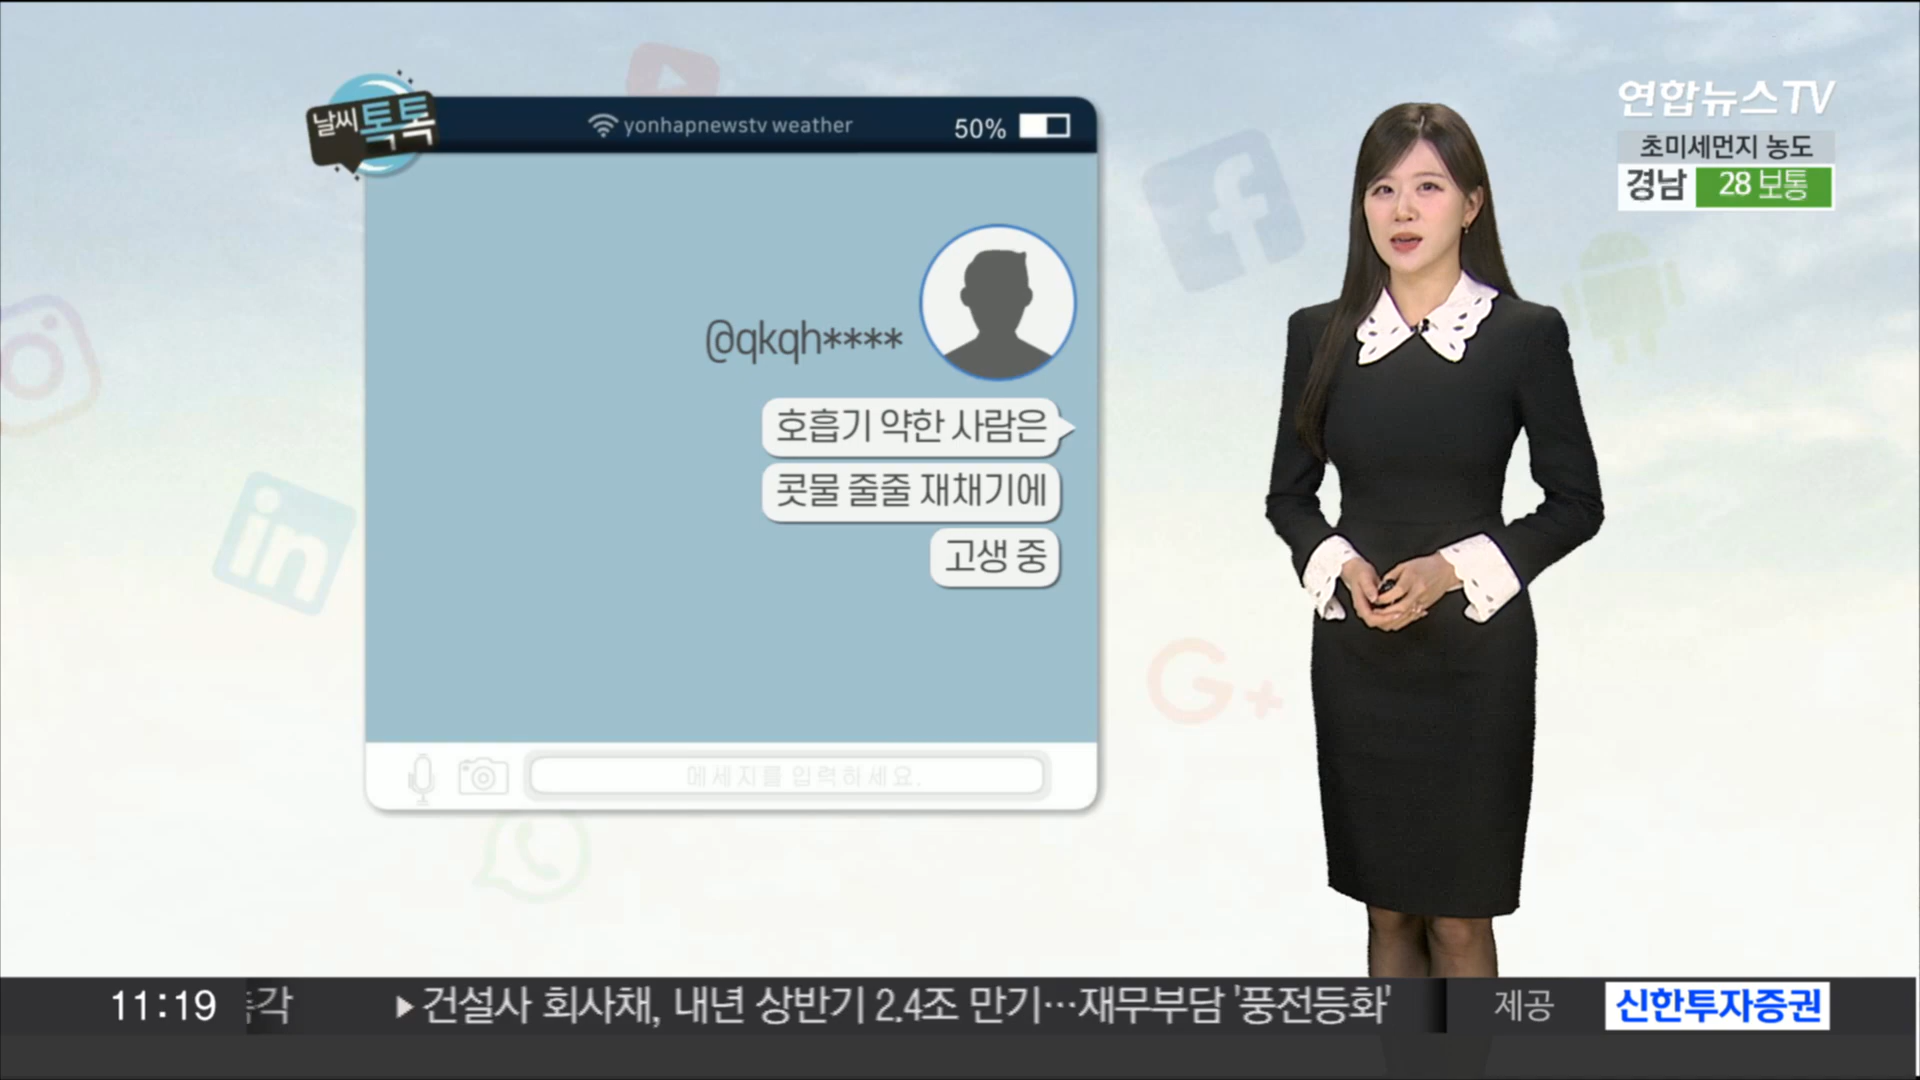 날씨톡톡
yonhapnewstv weather
50%
@qkqh****
호흡기 약한 사람은
콧물 줄줄 재채기에
고생 중
메세지를 입력하세요.
연합뉴스TV
초미세먼지 농도
경남 28 보통
in
f
G+
11:19
각 ▶건설사 회사채, 내년 상반기 2.4조 만기…재무부담 '풍전등화'
제공 신한투자증권